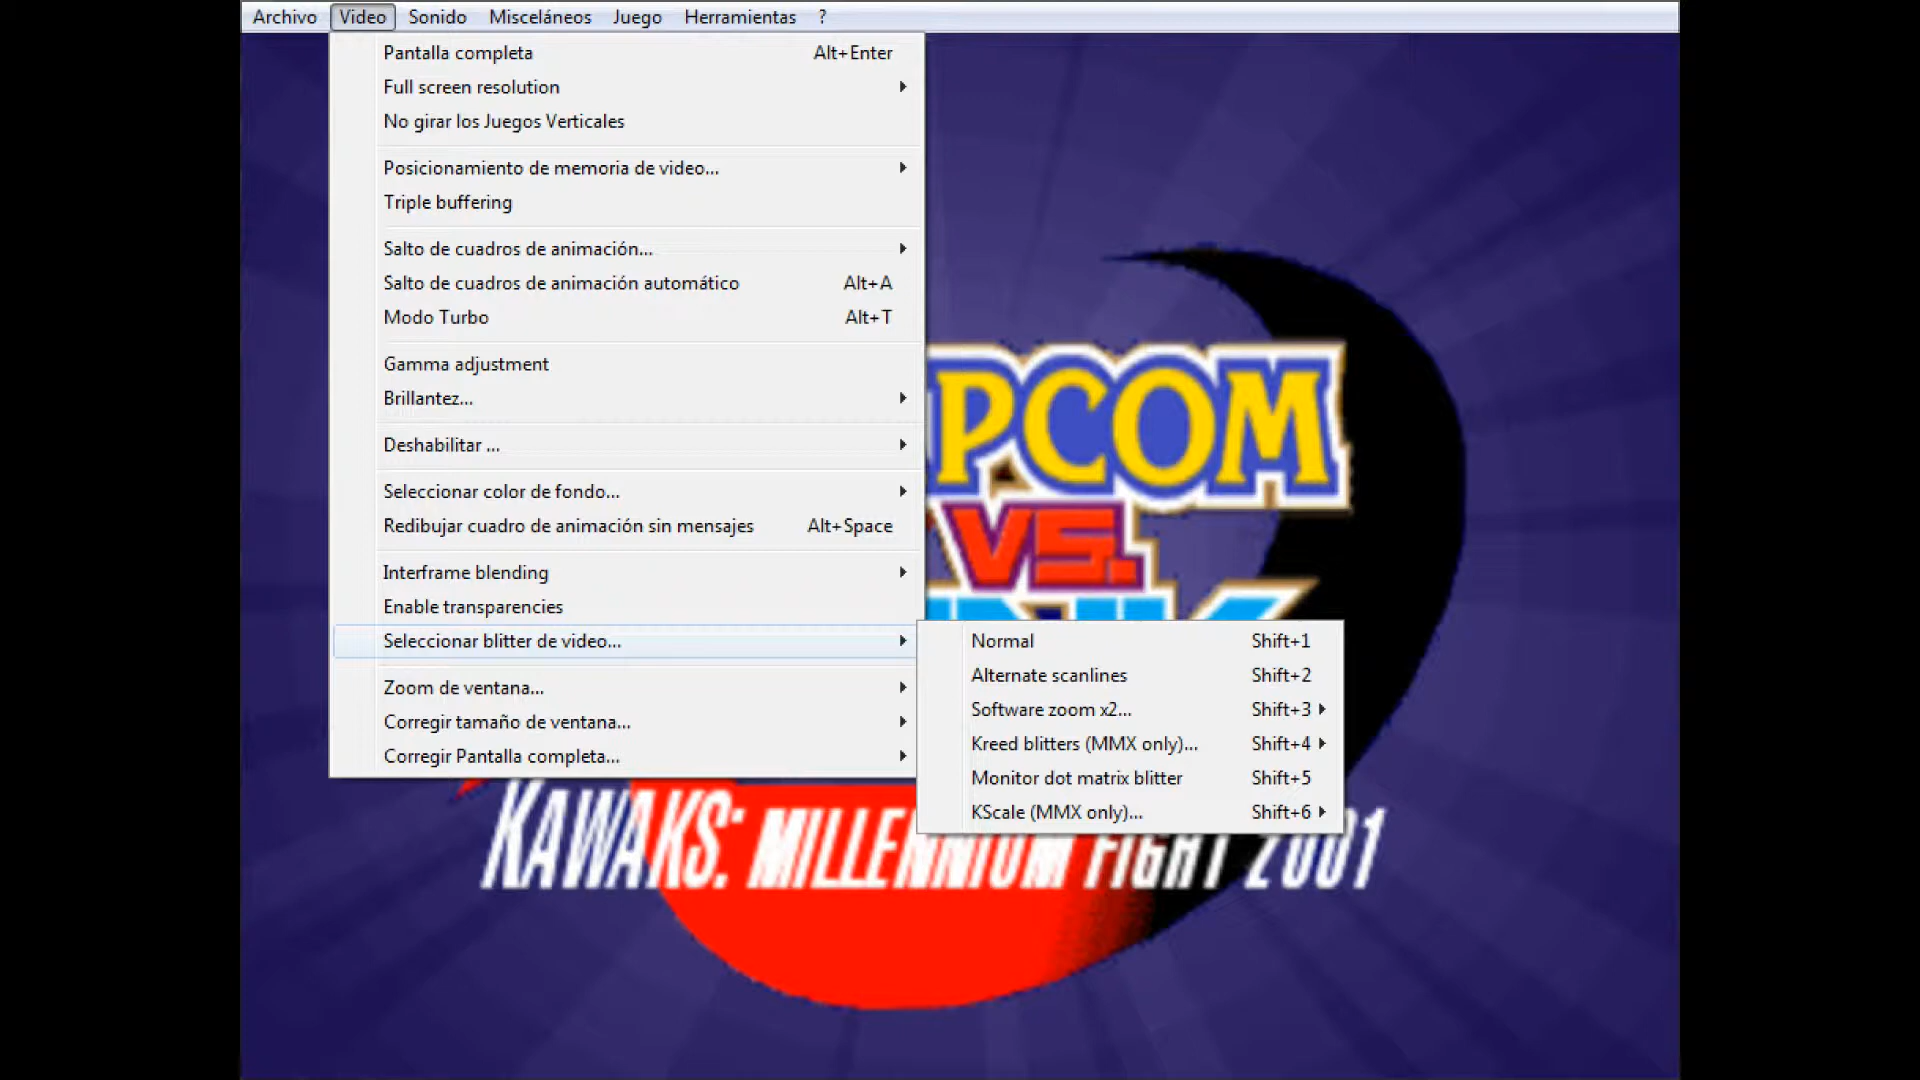 Archivo Video Sonido Misceláneos Juego Herramientas ?
Pantalla completa Alt+Enter
Full screen resolution
No girar los Juegos Verticales
Posicionamiento de memoria de video...
Triple buffering
Salto de cuadros de animación...
Salto de cuadros de animación automático Alt+A
Modo Turbo Alt+T
Gamma adjustment
Brillantez...
Deshabilitar ...
Seleccionar color de fondo...
Redibujar cuadro de animación sin mensajes Alt+Space
Interframe blending
Enable transparencies
Seleccionar blitter de video...
Zoom de ventana...
Corregir tamaño de ventana...
Corregir Pantalla completa...
Normal Shift+1
Alternate scanlines Shift+2
Software zoom x2... Shift+3
Kreed blitters (MMX only)... Shift+4
Monitor dot matrix blitter Shift+5
KScale (MMX only)... Shift+6
PCOM
VS.
KAWAKS: MILLENNIUM FIGHT 2001